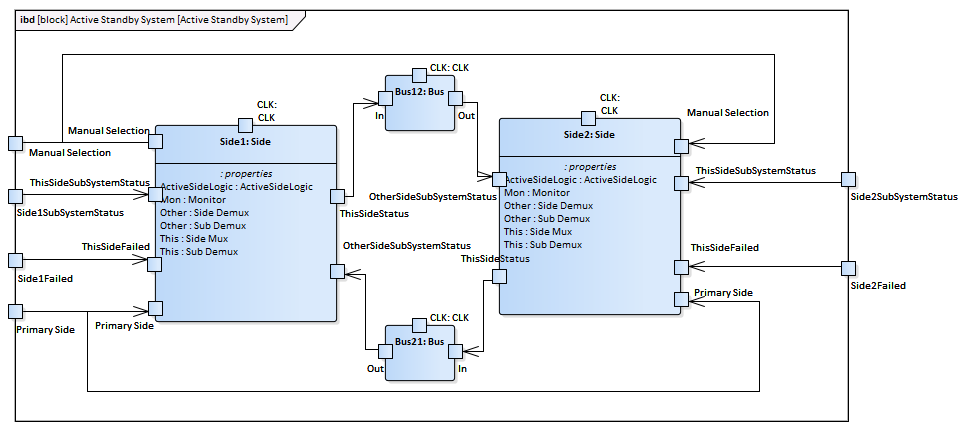 ibd [block] Active Standby System [Active Standby System]
CLK: CLK
Bus12: Bus
In
Out
CLK:
CLK
CLK:
CLK
Manual Selection
Manual Selection
Side1: Side
: properties
ActiveSideLogic : ActiveSideLogic
Mon : Monitor
Other : Side Demux
Other : Sub Demux
This : Side Mux
This : Sub Demux
Manual Selection
Side2: Side
: properties
ActiveSideLogic : ActiveSideLogic
Mon : Monitor
Other : Side Demux
Other : Sub Demux
This : Side Mux
This : Sub Demux
ThisSideSubSystemStatus
Side1SubSystemStatus
ThisSideStatus
OtherSideSubSystemStatus
ThisSideSubSystemStatus
Side2SubSystemStatus
ThisSideFailed
Side1Failed
OtherSideSubSystemStatus
ThisSideStatus
ThisSideFailed
Side2Failed
Primary Side
Primary Side
Primary Side
CLK: CLK
Bus21: Bus
Out
In